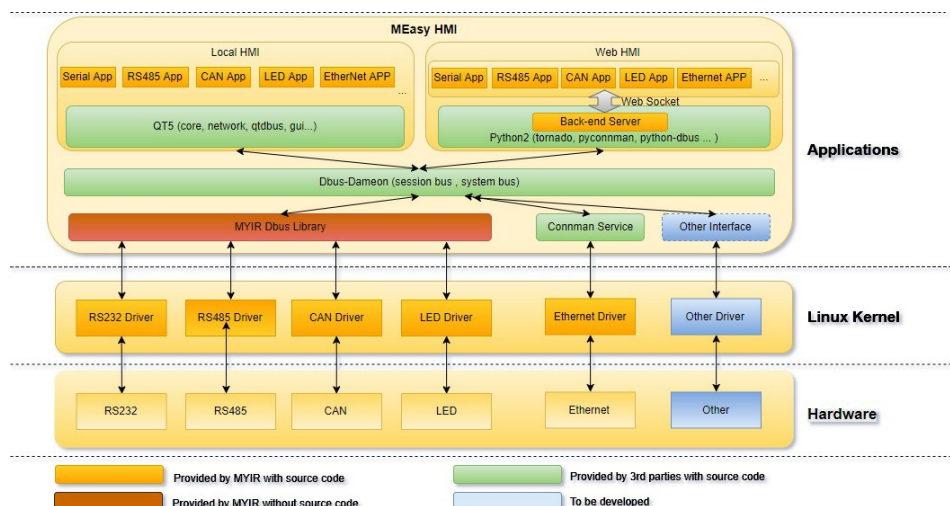 MEasy HMI
Local HMI
Web HMI
Serial App
RS485 App
CAN App
LED App
EtherNet APP
...
Serial App
RS485 App
CAN App
LED App
Ethernet APP
...
Web Socket
QT5 (core, network, qtdbus, gui...)
Back-end Server
Python2 (tornado, pyconnman, python-dbus ... )
Applications
Dbus-Dameon (session bus , system bus)
MYIR Dbus Library
Connman Service
Other Interface
RS232 Driver
RS485 Driver
CAN Driver
LED Driver
Ethernet Driver
Other Driver
Linux Kernel
RS232
RS485
CAN
LED
Ethernet
Other
Hardware
Provided by MYIR with source code
Provided by 3rd parties with source code
Provided by MYIR without source code
To be developed